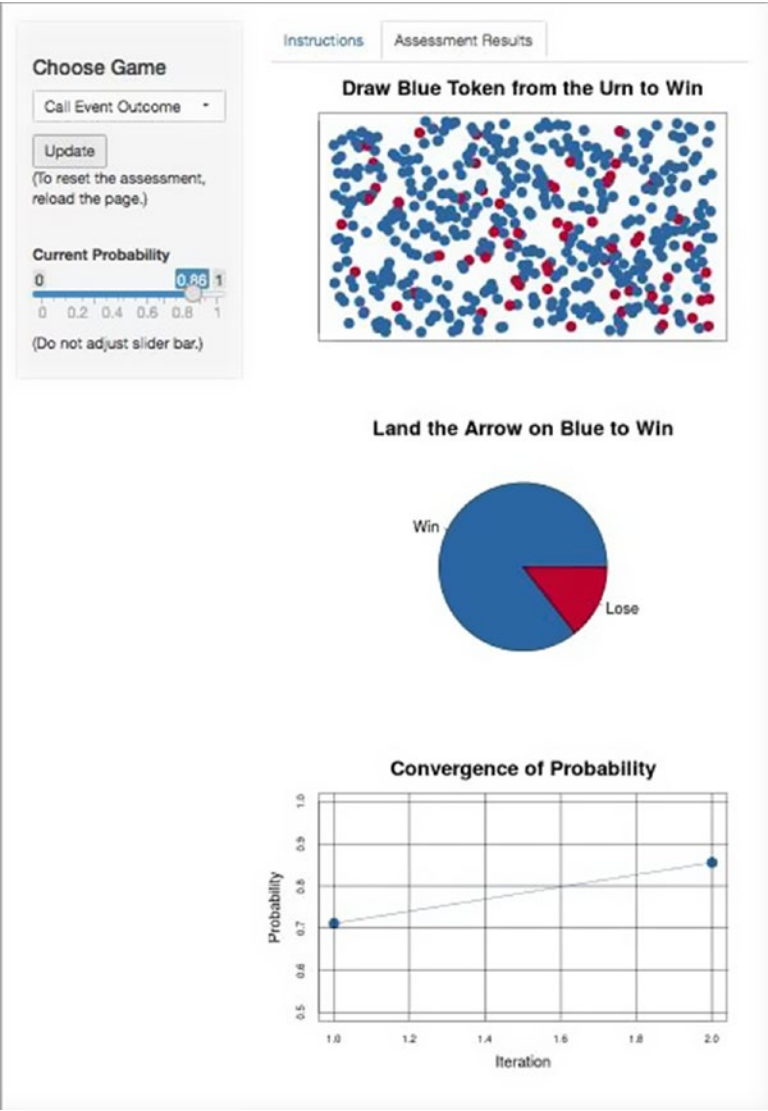 Instructions
Assessment Results
Choose Game
Call Event Outcome
Update
(To reset the assessment,
reload the page.)
Current Probability
0 0.86 1
0 0.2 0.4 0.6 0.8 1
(Do not adjust slider bar.)
Draw Blue Token from the Urn to Win
Land the Arrow on Blue to Win
Win
Lose
Convergence of Probability
Probability
1.0
0.9
0.8
0.7
0.6
0.5
1.0 1.2 1.4 1.6 1.8 2.0
Iteration